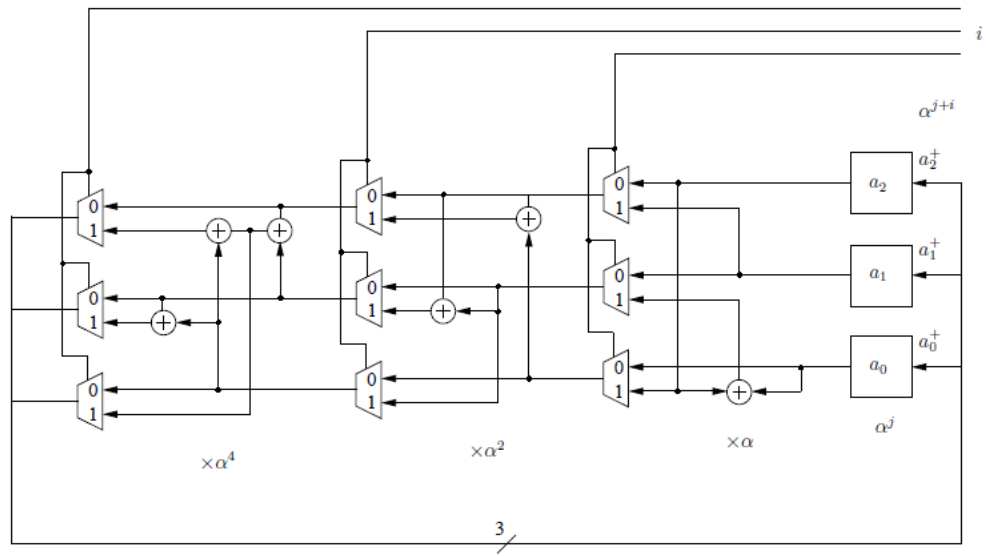 i
α^{j+i}
a_2^+
0 0 0 a_2
1 1 1
+ + +
a_1^+
0 0 0 a_1
1 1 1
+ +
a_0^+
0 0 0 a_0
1 1 1
+
α^j
×α^4 ×α^2 ×α
3